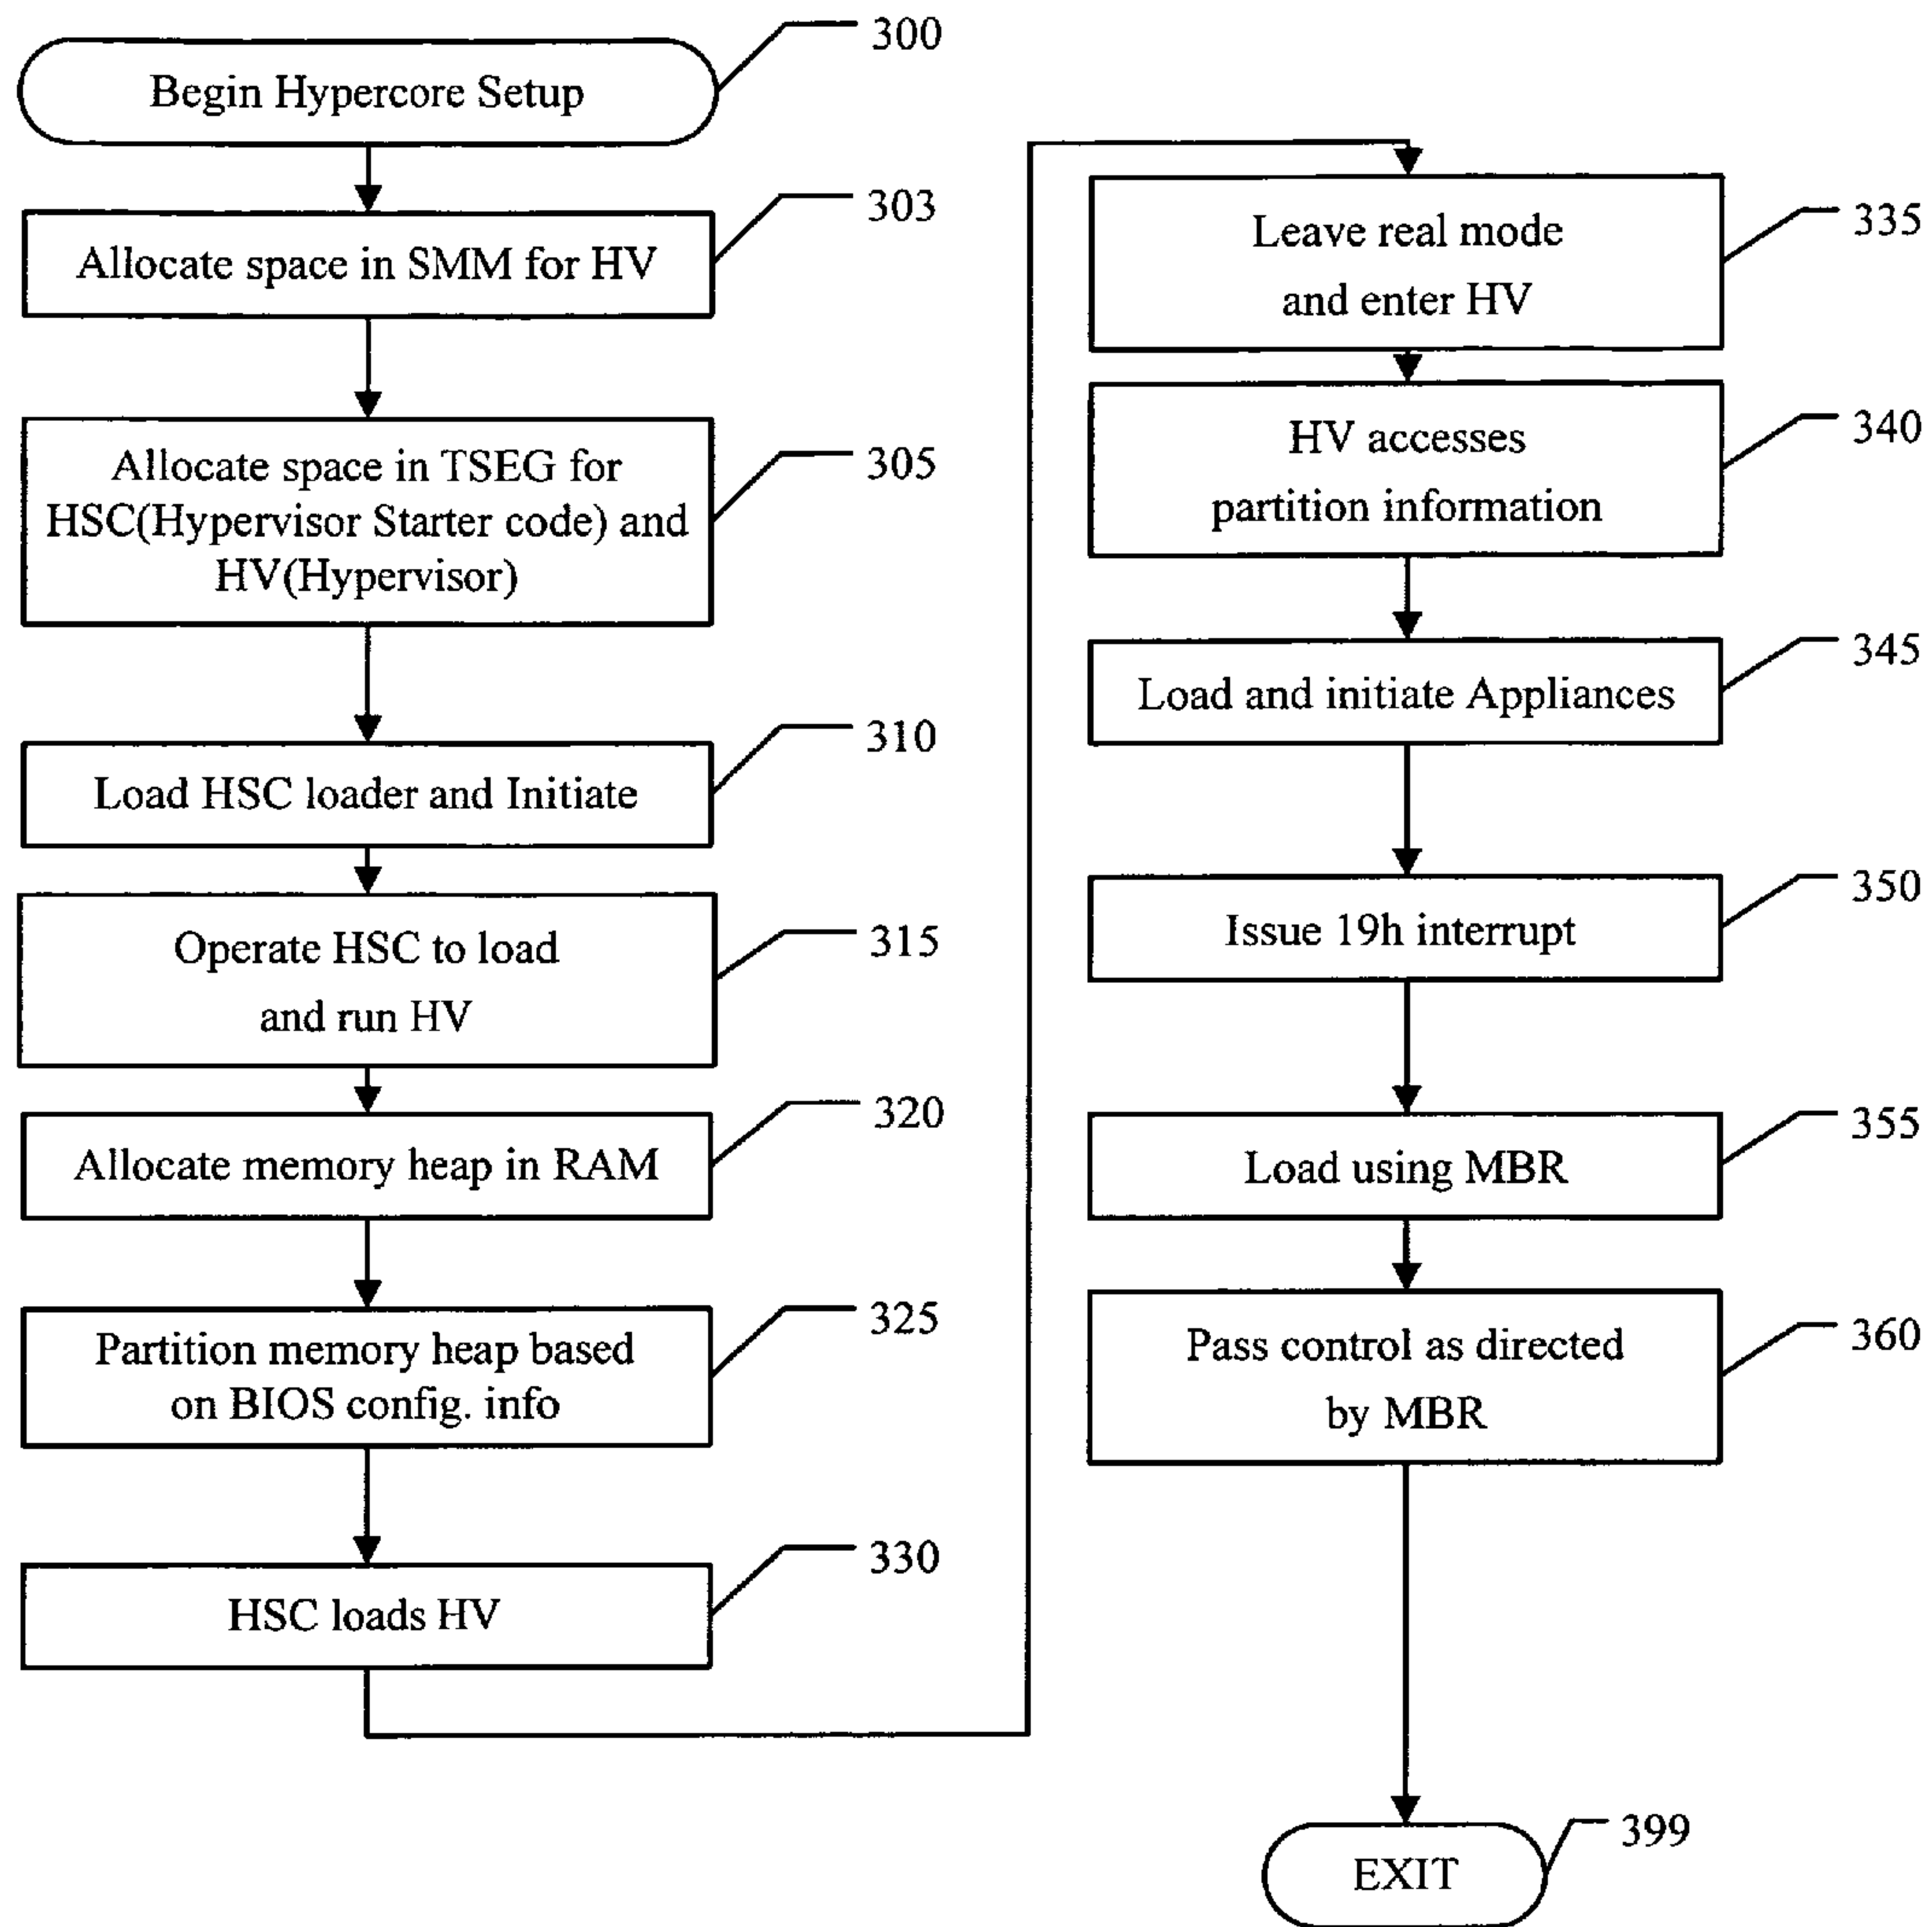 Begin Hypercore Setup
300
Allocate space in SMM for HV
303
Allocate space in TSEG for
HSC(Hypervisor Starter code) and
HV(Hypervisor)
305
Load HSC loader and Initiate
310
Operate HSC to load
and run HV
315
Allocate memory heap in RAM
320
Partition memory heap based
on BIOS config. info
325
HSC loads HV
330
Leave real mode
and enter HV
335
HV accesses
partition information
340
Load and initiate Appliances
345
Issue 19h interrupt
350
Load using MBR
355
Pass control as directed
by MBR
360
EXIT
399